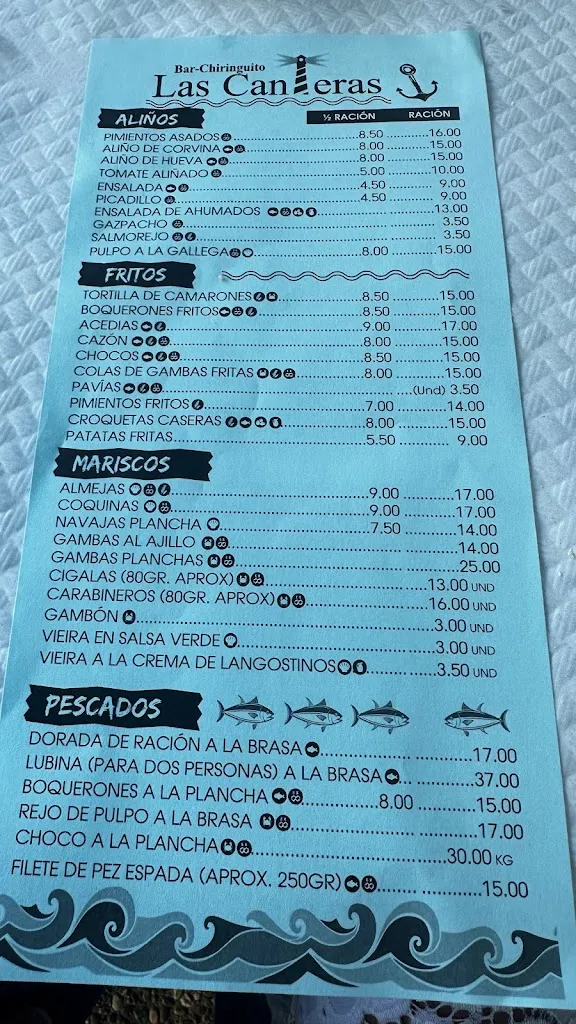 Bar-Chiringuito
Las Canteras
ALIÑOS ½ RACIÓN RACIÓN
PIMIENTOS ASADOS 8.50 16.00
ALIÑO DE CORVINA 8.00 15.00
ALIÑO DE HUEVA 8.00 15.00
TOMATE ALIÑADO 5.00 10.00
ENSALADA 4.50 9.00
PICADILLO 4.50 9.00
ENSALADA DE AHUMADOS 13.00
GAZPACHO 3.50
SALMOREJO 3.50
PULPO A LA GALLEGA 8.00 15.00
FRITOS
TORTILLA DE CAMARONES 8.50 15.00
BOQUERONES FRITOS 8.50 15.00
ACEDIAS 9.00 17.00
CAZÓN 8.00 15.00
CHOCOS 8.50 15.00
COLAS DE GAMBAS FRITAS 8.00 15.00
PAVÍAS (Und) 3.50
PIMIENTOS FRITOS 7.00 14.00
CROQUETAS CASERAS 8.00 15.00
PATATAS FRITAS 5.50 9.00
MARISCOS
ALMEJAS 9.00 17.00
COQUINAS 9.00 17.00
NAVAJAS PLANCHA 7.50 14.00
GAMBAS AL AJILLO 14.00
GAMBAS PLANCHAS 25.00
CIGALAS (80GR. APROX) 13.00 UND
CARABINEROS (80GR. APROX) 16.00 UND
GAMBÓN 3.00 UND
VIEIRA EN SALSA VERDE 3.00 UND
VIEIRA A LA CREMA DE LANGOSTINOS 3.50 UND
PESCADOS
DORADA DE RACIÓN A LA BRASA 17.00
LUBINA (PARA DOS PERSONAS) A LA BRASA 37.00
BOQUERONES A LA PLANCHA 8.00 15.00
REJO DE PULPO A LA BRASA 17.00
CHOCO A LA PLANCHA 30.00 KG
FILETE DE PEZ ESPADA (APROX. 250GR) 15.00